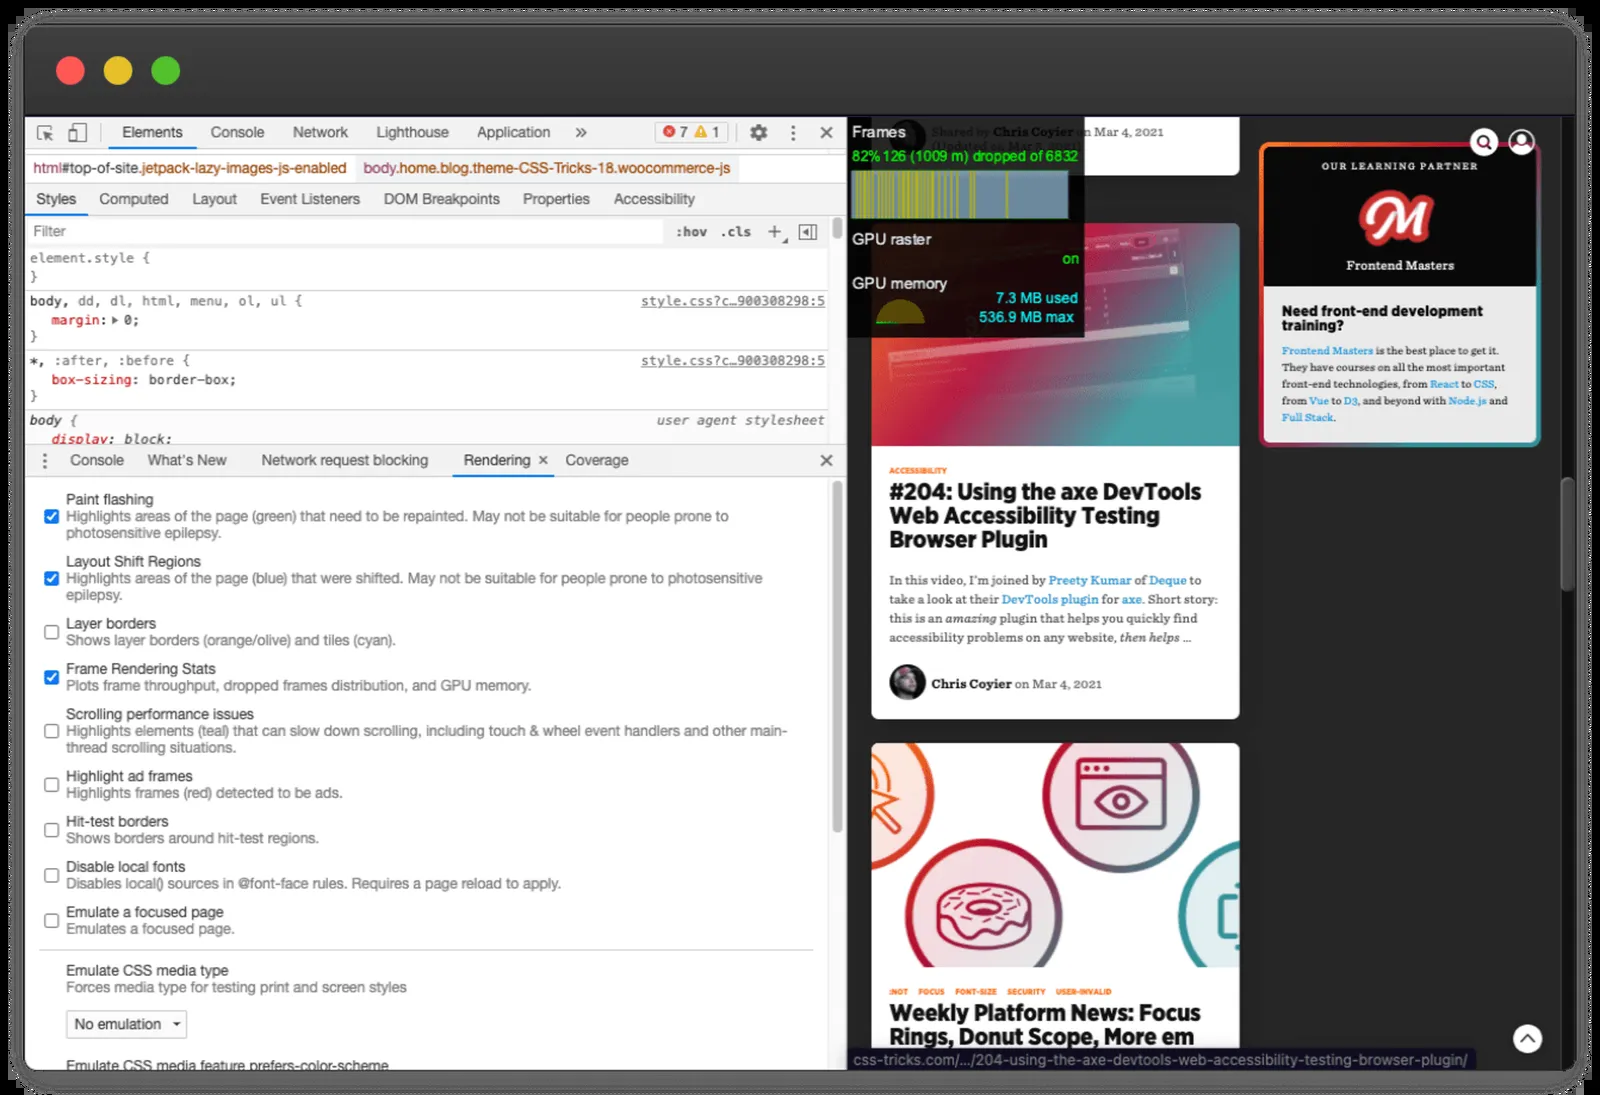 Elements Console Network Lighthouse Application » 7 1
html#top-of-site.jetpack-lazy-images-js-enabled body.home.blog.theme-CSS-Tricks-18.woocommerce-js
Styles Computed Layout Event Listeners DOM Breakpoints Properties Accessibility
Filter :hov .cls +
element.style {
}
body, dd, dl, html, menu, ol, ul { style.css?c…900308298:5
margin: 0;
}
*, :after, :before { style.css?c…900308298:5
box-sizing: border-box;
}
body { user agent stylesheet
display: block;
Console What's New Network request blocking Rendering × Coverage
Paint flashing
Highlights areas of the page (green) that need to be repainted. May not be suitable for people prone to
photosensitive epilepsy.
Layout Shift Regions
Highlights areas of the page (blue) that were shifted. May not be suitable for people prone to photosensitive
epilepsy.
Layer borders
Shows layer borders (orange/olive) and tiles (cyan).
Frame Rendering Stats
Plots frame throughput, dropped frames distribution, and GPU memory.
Scrolling performance issues
Highlights elements (teal) that can slow down scrolling, including touch & wheel event handlers and other main-
thread scrolling situations.
Highlight ad frames
Highlights frames (red) detected to be ads.
Hit-test borders
Shows borders around hit-test regions.
Disable local fonts
Disables local() sources in @font-face rules. Requires a page reload to apply.
Emulate a focused page
Emulates a focused page.
Emulate CSS media type
Forces media type for testing print and screen styles
No emulation
Emulate CSS media feature prefers-color-scheme
Frames
Shared by Chris Coyier on Mar 4, 2021
82% 126 (1009 m) dropped of 6832
GPU raster
on
GPU memory
7.3 MB used
536.9 MB max
ACCESSIBILITY
#204: Using the axe DevTools
Web Accessibility Testing
Browser Plugin
In this video, I'm joined by Preety Kumar of Deque to
take a look at their DevTools plugin for axe. Short story:
this is an amazing plugin that helps you quickly find
accessibility problems on any website, then helps ...
Chris Coyier on Mar 4, 2021
:NOT FOCUS FONT-SIZE SECURITY USER-INVALID
Weekly Platform News: Focus
Rings, Donut Scope, More em
css-tricks.com/…/204-using-the-axe-devtools-web-accessibility-testing-browser-plugin/
OUR LEARNING PARTNER
M
Frontend Masters
Need front-end development
training?
Frontend Masters is the best place to get it.
They have courses on all the most important
front-end technologies, from React to CSS,
from Vue to D3, and beyond with Node.js and
Full Stack.